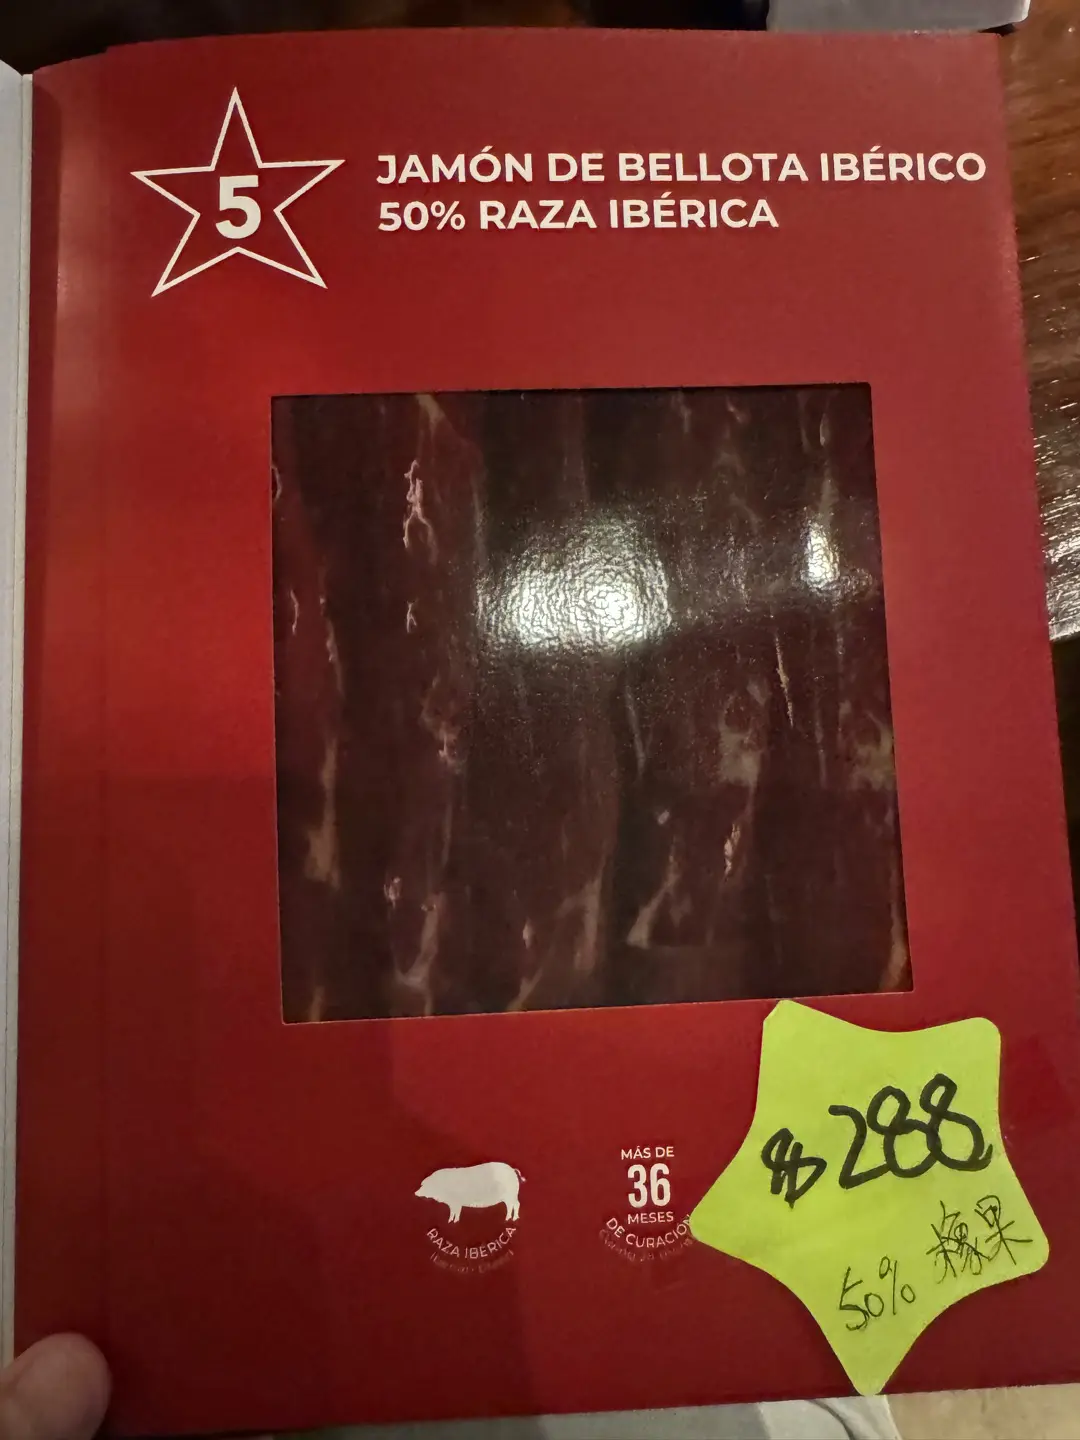 5
JAMÓN DE BELLOTA IBÉRICO
50% RAZA IBÉRICA
RAZA IBÉRICA
MÁS DE
36
MESES
DE CURACIÓN
$288
50% 橡果